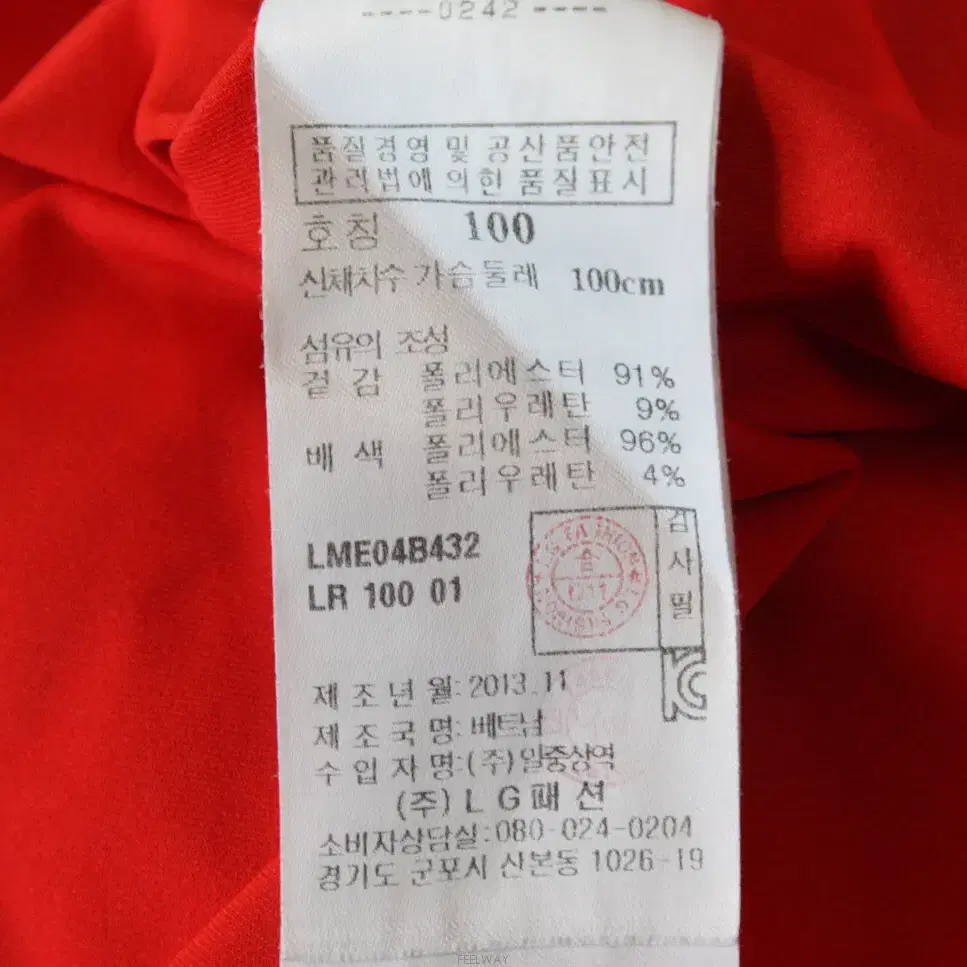 ----0242----
품질경영 및 공산품안전
관리법에 의한 품질표시
호칭 100
신체치수 가슴둘레 100cm
섬유의 조성
겉감 폴리에스터 91%
폴리우레탄 9%
배색 폴리에스터 96%
폴리우레탄 4%
LME04B432
LR 100 01
검사필
제조년월: 2013.11
제조국명: 베트남
수입자명: (주)일중상역
(주)LG패션
소비자상담실: 080-024-0204
경기도 군포시 산본동 1026-19
FEELWAY